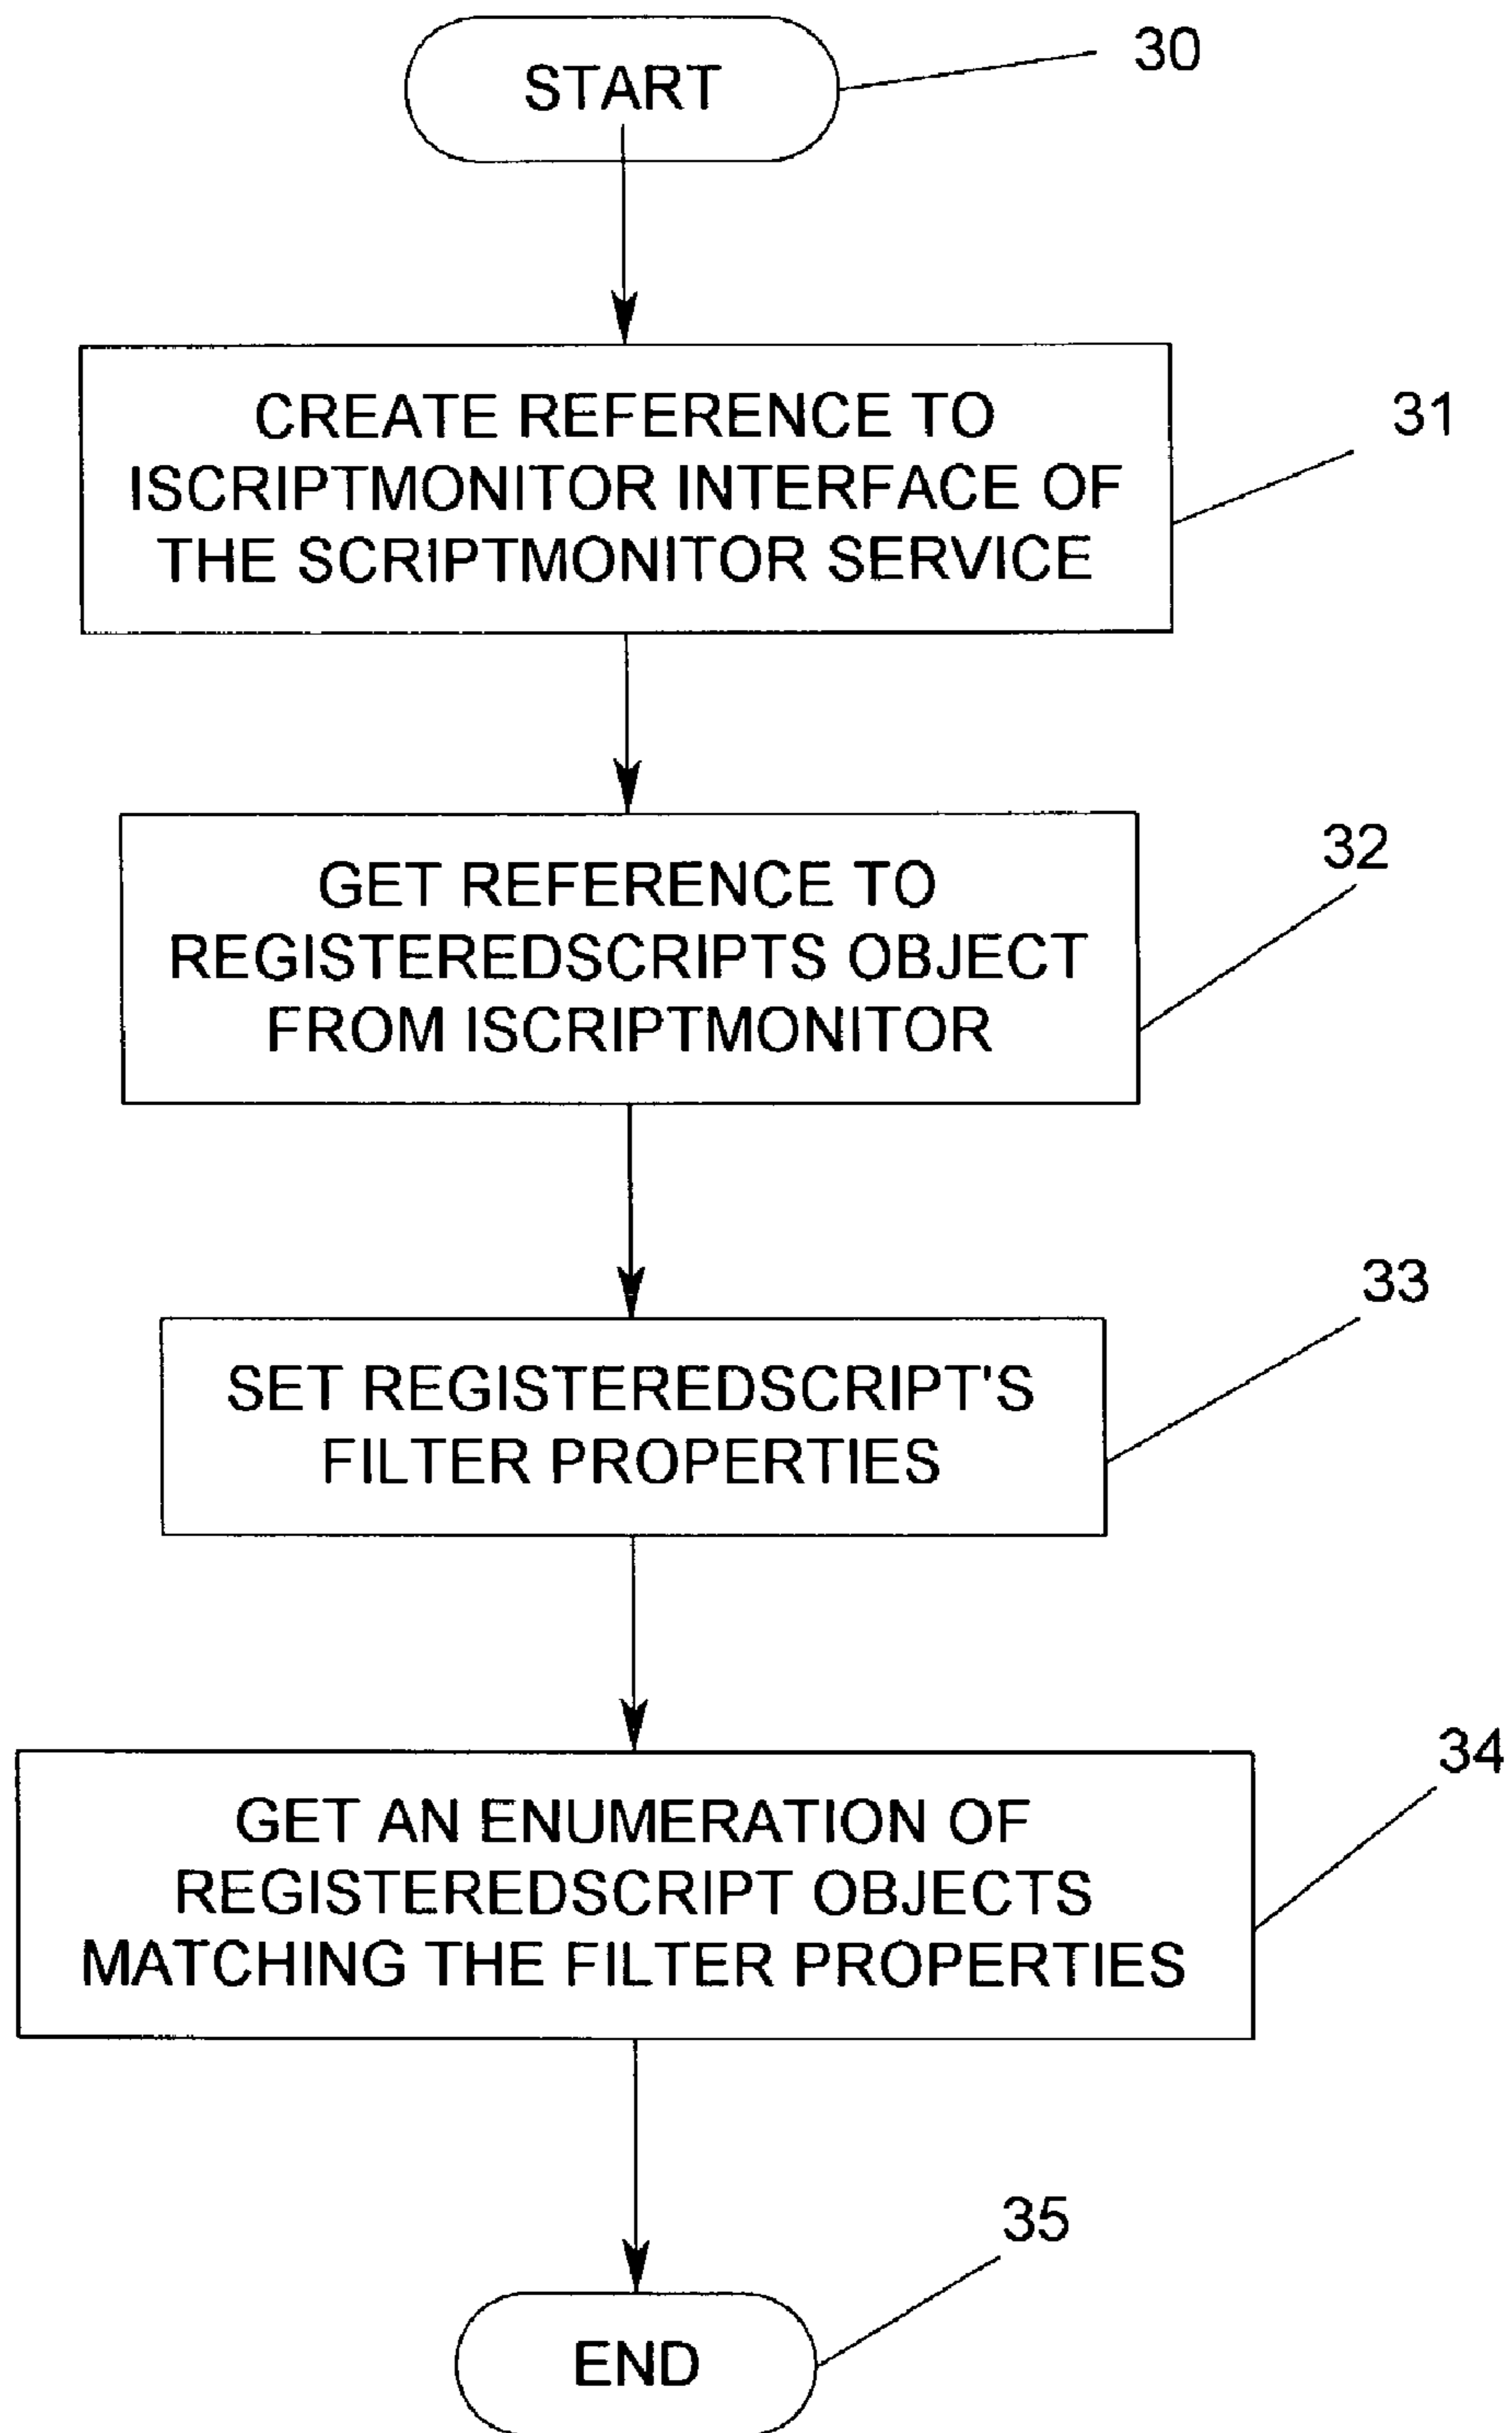 START
30
CREATE REFERENCE TO
ISCRIPTMONITOR INTERFACE OF
THE SCRIPTMONITOR SERVICE
31
GET REFERENCE TO
REGISTEREDSCRIPTS OBJECT
FROM ISCRIPTMONITOR
32
SET REGISTEREDSCRIPT'S
FILTER PROPERTIES
33
GET AN ENUMERATION OF
REGISTEREDSCRIPT OBJECTS
MATCHING THE FILTER PROPERTIES
34
END
35